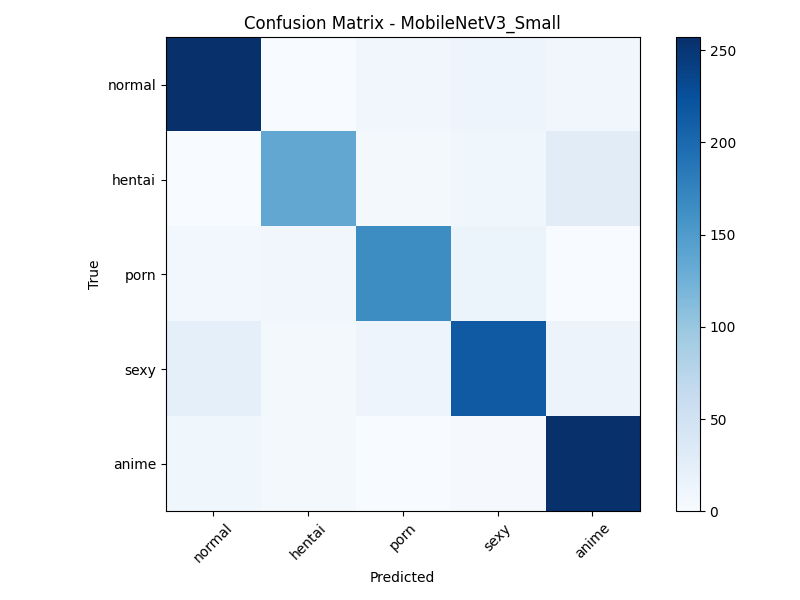 Confusion Matrix - MobileNetV3_Small
normal
hentai
porn
sexy
anime
True
normal
hentai
porn
sexy
anime
Predicted
250
200
150
100
50
0